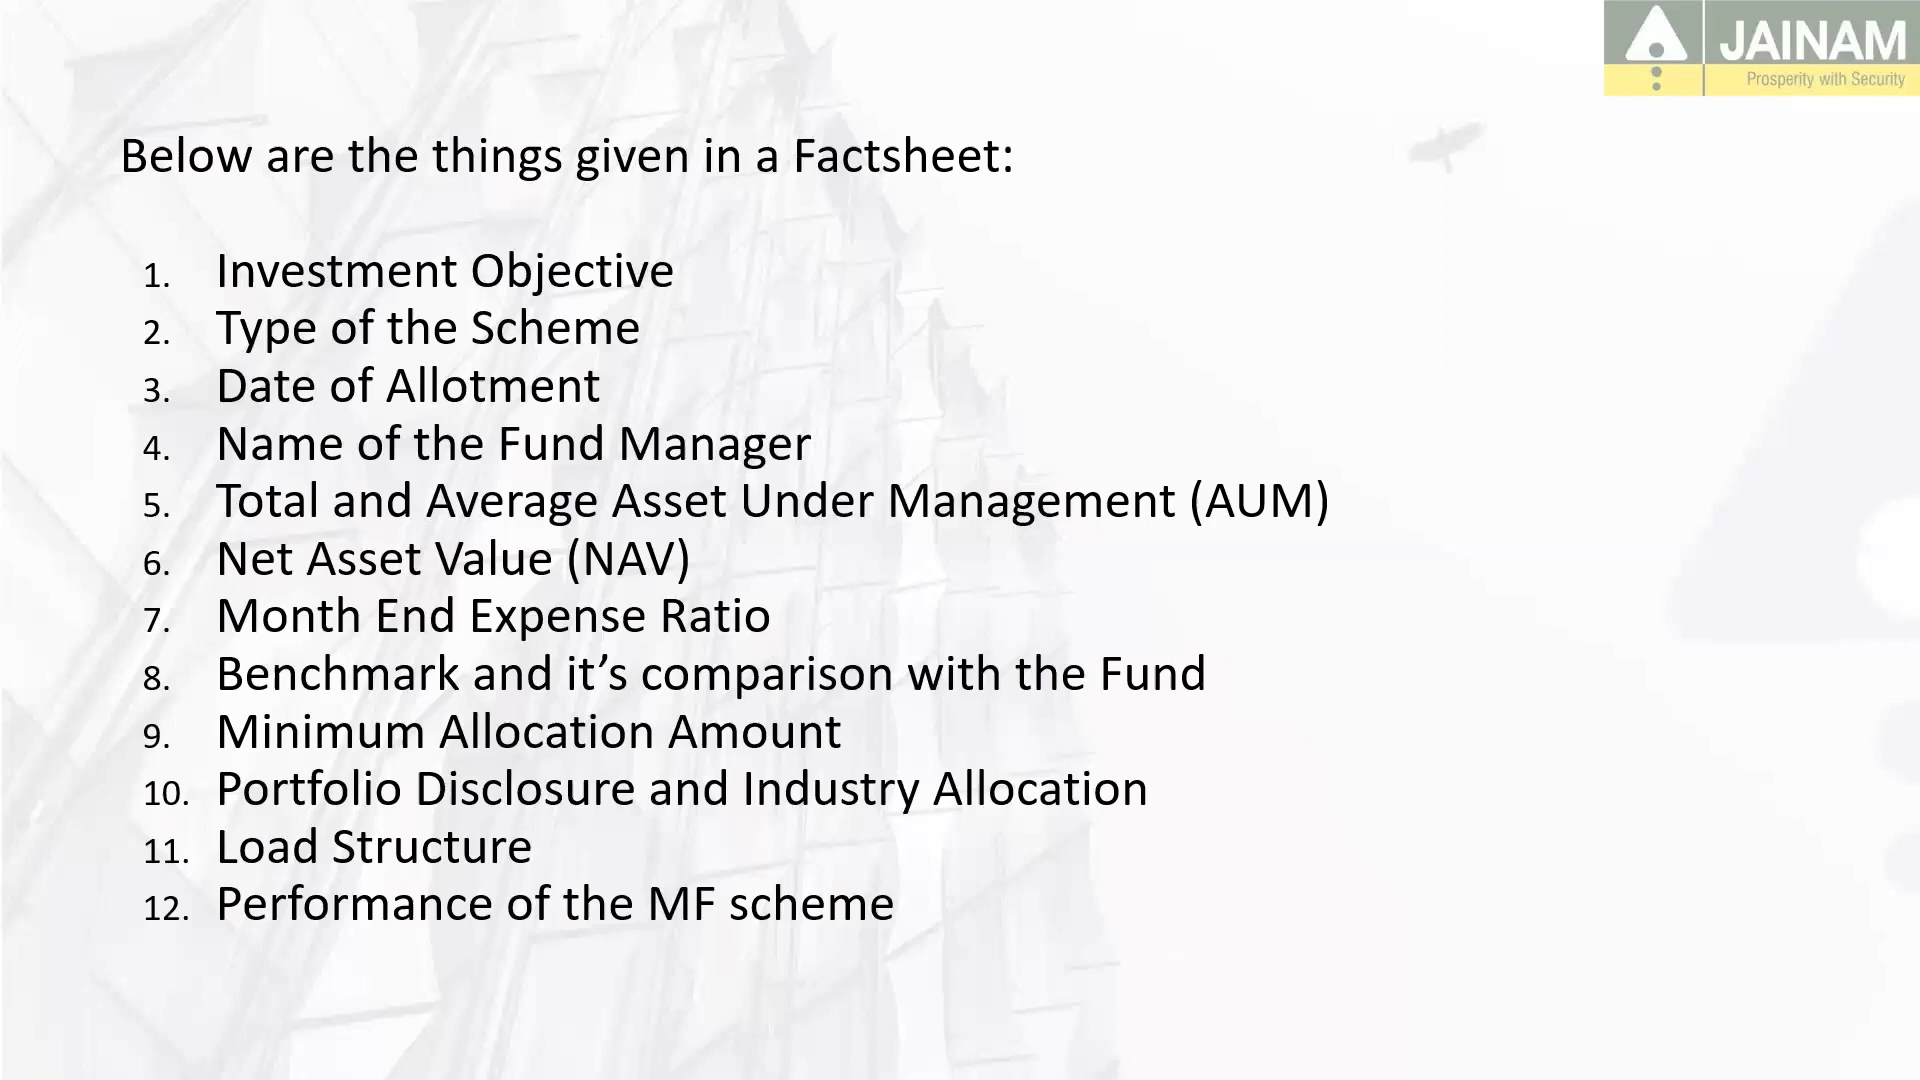 JAINAM
Prosperity with Security
Below are the things given in a Factsheet:
1. Investment Objective
2. Type of the Scheme
3. Date of Allotment
4. Name of the Fund Manager
5. Total and Average Asset Under Management (AUM)
6. Net Asset Value (NAV)
7. Month End Expense Ratio
8. Benchmark and it’s comparison with the Fund
9. Minimum Allocation Amount
10. Portfolio Disclosure and Industry Allocation
11. Load Structure
12. Performance of the MF scheme